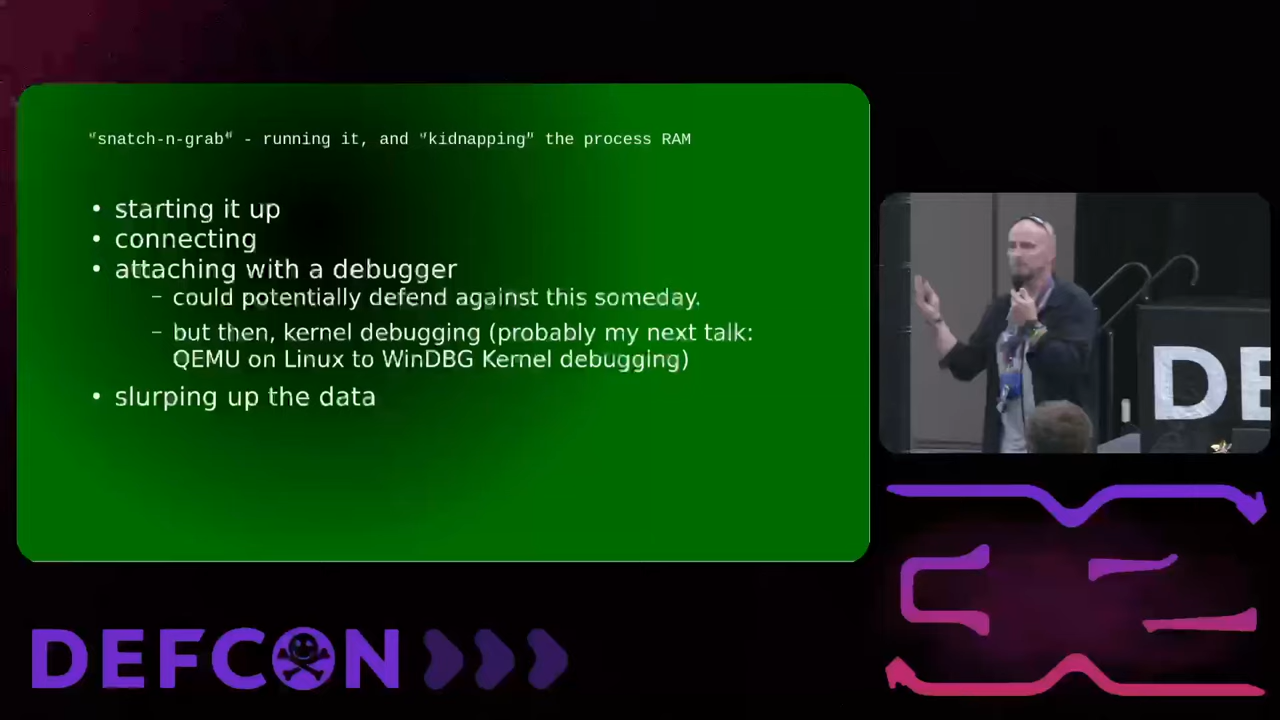 "snatch-n-grab" - running it, and "kidnapping" the process RAM
• starting it up
• connecting
• attaching with a debugger
– could potentially defend against this someday.
– but then, kernel debugging (probably my next talk:
QEMU on Linux to WinDBG Kernel debugging)
• slurping up the data
DE
DEFCON